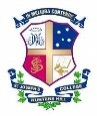 IN MELIORA CONTENDE
ST JOSEPH'S COLLEGE
HUNTERS HILL